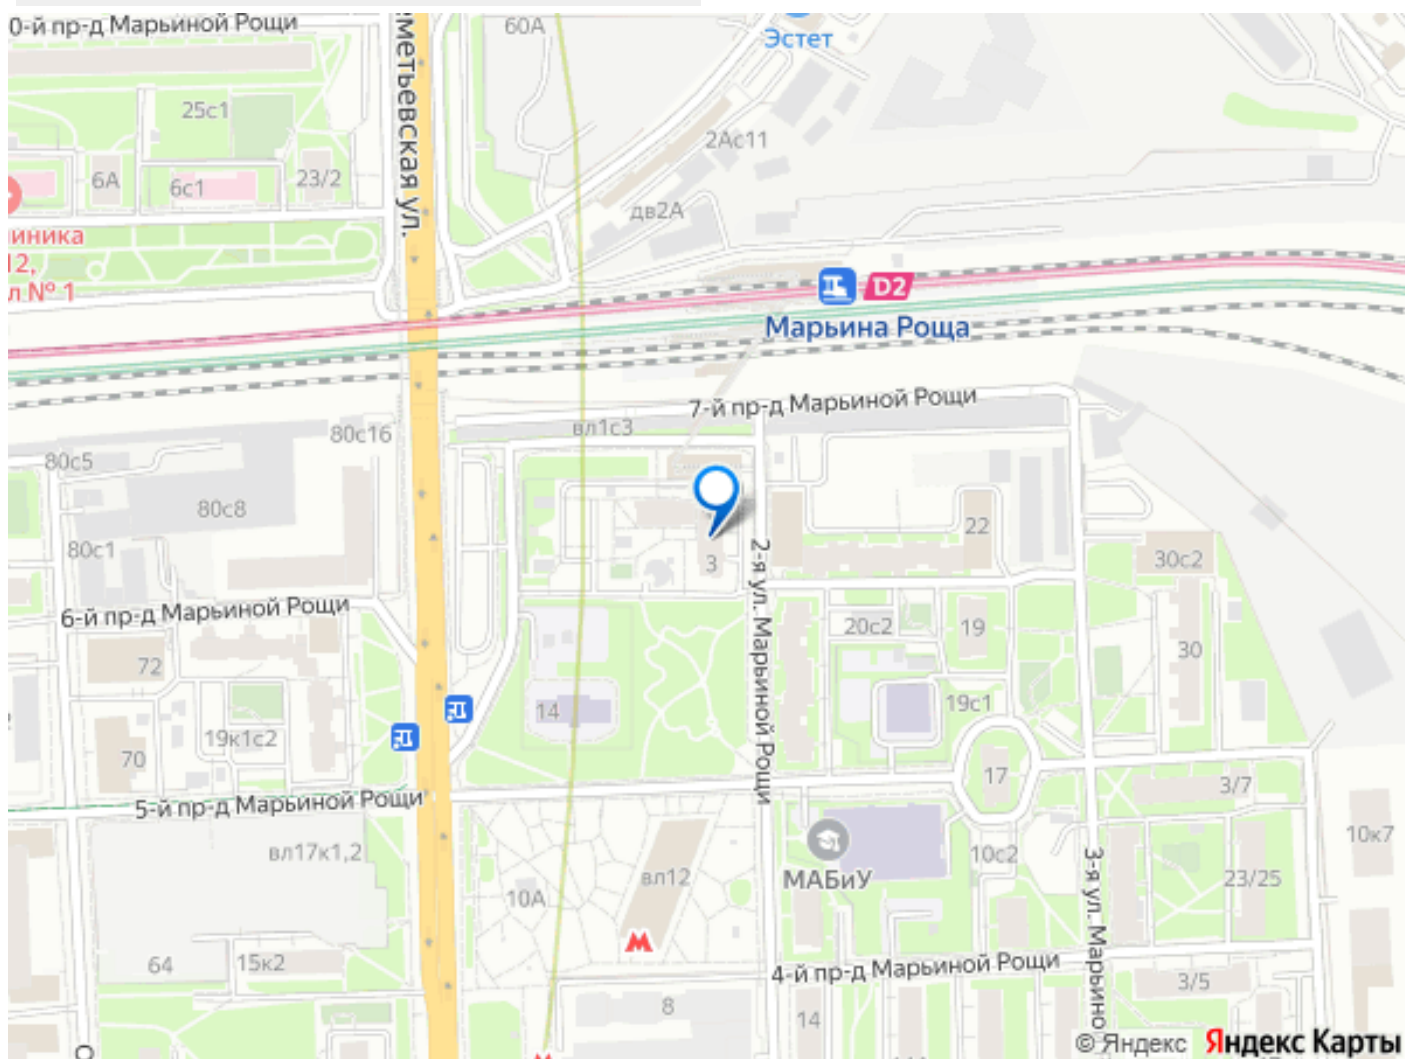 0-й пр-д Марьиной Рощи
60А
Эстет
метьевская ул.
25с1
2Ас11
6А
6с1
23/2
дв2А
иника
12,
л № 1
D2
Марьина Роща
7-й пр-д Марьиной Рощи
вл1с3
80с16
80с5
80с8
80с1
22
3
2-я ул. Марьиной Рощи
30с2
6-й пр-д Марьиной Рощи
20с2
19
30
72
14
19с1
19к1с2
70
17
3/7
5-й пр-д Марьиной Рощи
10к7
вл17к1,2
10с2
3-я ул. Марьино
МАБиУ
вл12
10А
23/25
64
15к2
4-й пр-д Марьиной Рощи
3/5
8
14
© Яндекс Яндекс Карты